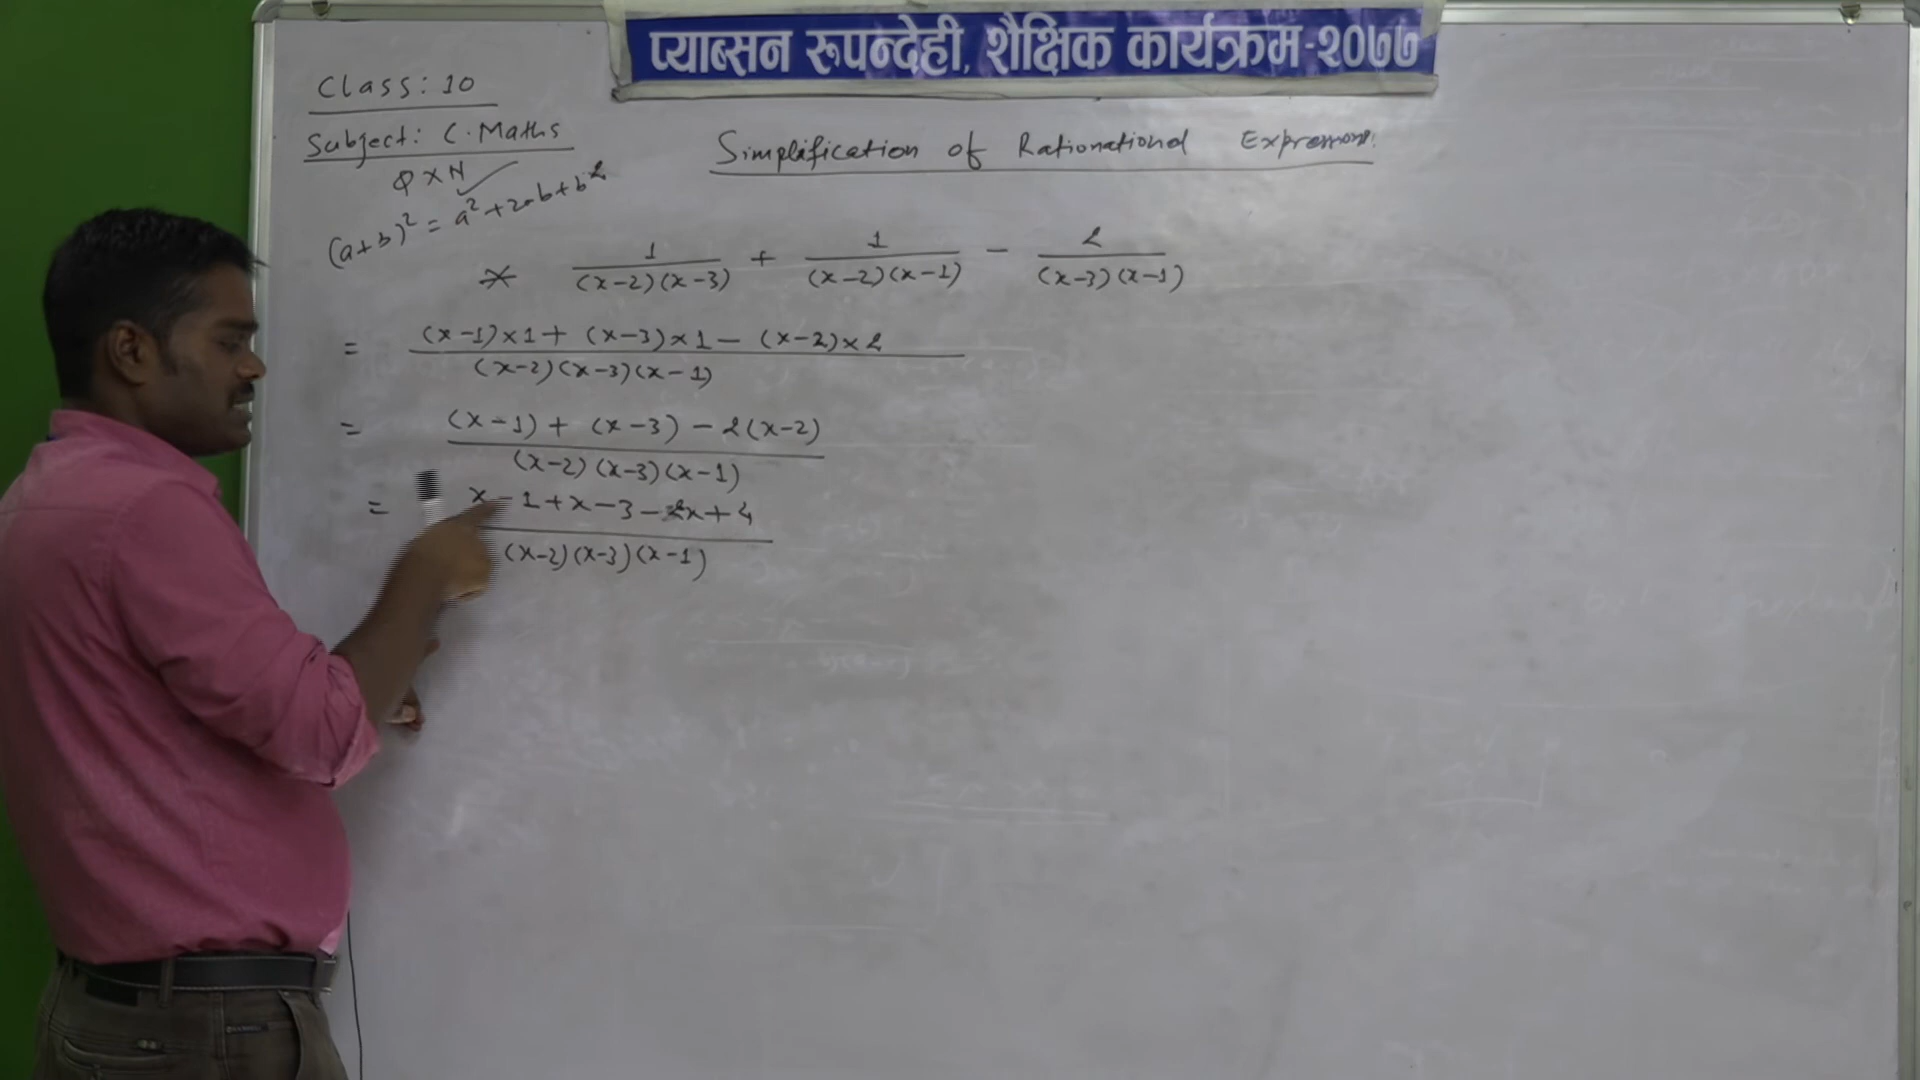 प्याब्सन रूपन्देही, शैक्षिक कार्यक्रम-२०७७
Class: 10
Subject: C. Maths
Simplification of Rationational Expressions.
(a+b)² = a²+2ab+b²
* 1/((x-2)(x-3)) + 1/((x-2)(x-1)) - 2/((x-3)(x-1))
= ((x-1)×1+ (x-3)×1- (x-2)×2)/((x-2)(x-3)(x-1))
= ((x-1)+ (x-3) - 2(x-2))/((x-2)(x-3)(x-1))
= (x-1+x-3-2x+4)/((x-2)(x-3)(x-1))